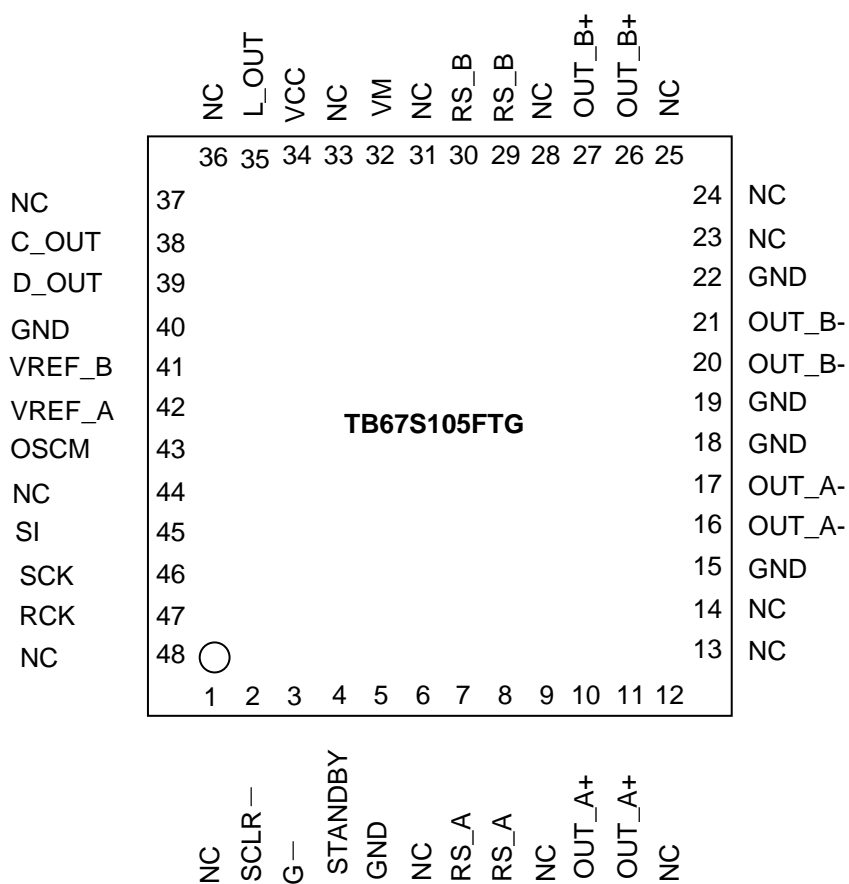 NC L_OUT VCC NC VM NC RS_B RS_B NC OUT_B+ OUT_B+ NC
36 35 34 33 32 31 30 29 28 27 26 25
NC 37 24 NC
C_OUT 38 23 NC
D_OUT 39 22 GND
GND 40 21 OUT_B-
VREF_B 41 20 OUT_B-
VREF_A 42 19 GND
TB67S105FTG
OSCM 43 18 GND
NC 44 17 OUT_A-
SI 45 16 OUT_A-
SCK 46 15 GND
RCK 47 14 NC
NC 48 13 NC
1 2 3 4 5 6 7 8 9 10 11 12
NC SCLR— G— STANDBY GND NC RS_A RS_A NC OUT_A+ OUT_A+ NC